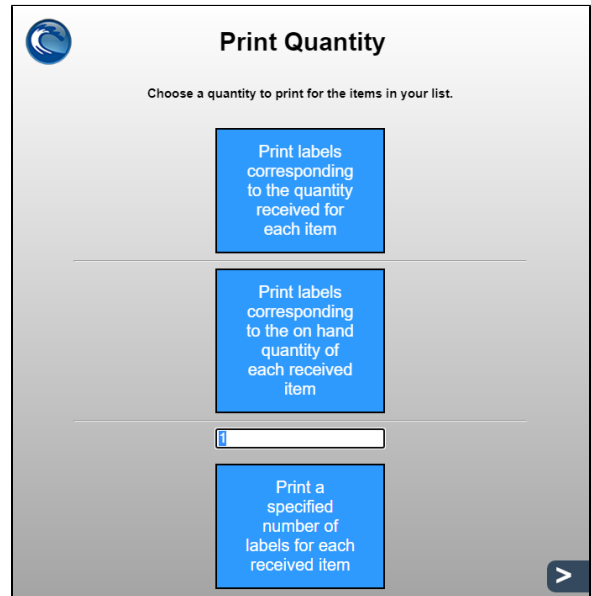 Print Quantity
Choose a quantity to print for the items in your list.
Print labels
corresponding
to the quantity
received for
each item
Print labels
corresponding
to the on hand
quantity of
each received
item
1
Print a
specified
number of
labels for each
received item
>